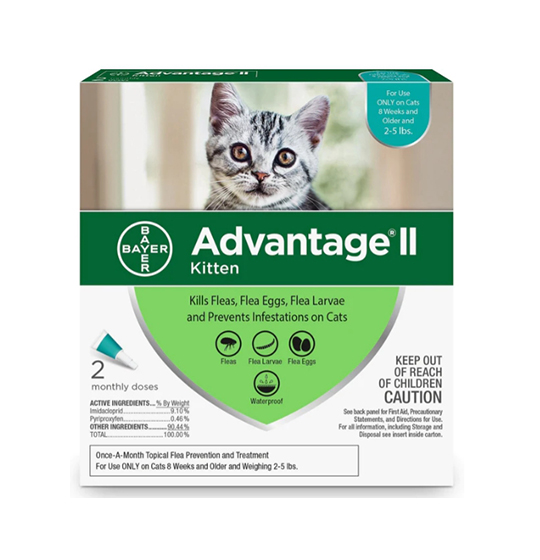 Advantage® II
For Use
ONLY on Cats
8 Weeks and
Older and
2-5 lbs.
BAYER
BAYER
Advantage® II
Kitten
Kills Fleas, Flea Eggs, Flea Larvae
and Prevents Infestations on Cats
Fleas Flea Larvae Flea Eggs
Waterproof
2
monthly doses
ACTIVE INGREDIENTS... % By Weight
Imidacloprid 9.10%
Pyriproxyfen 0.46%
OTHER INGREDIENTS 90.44%
TOTAL 100.00%
KEEP OUT
OF REACH
OF CHILDREN
CAUTION
See back panel for First Aid, Precautionary
Statements, and Directions for Use.
For all information, including Storage and
Disposal see insert inside carton.
Once-A-Month Topical Flea Prevention and Treatment
For Use ONLY on Cats 8 Weeks and Older and Weighing 2-5 lbs.